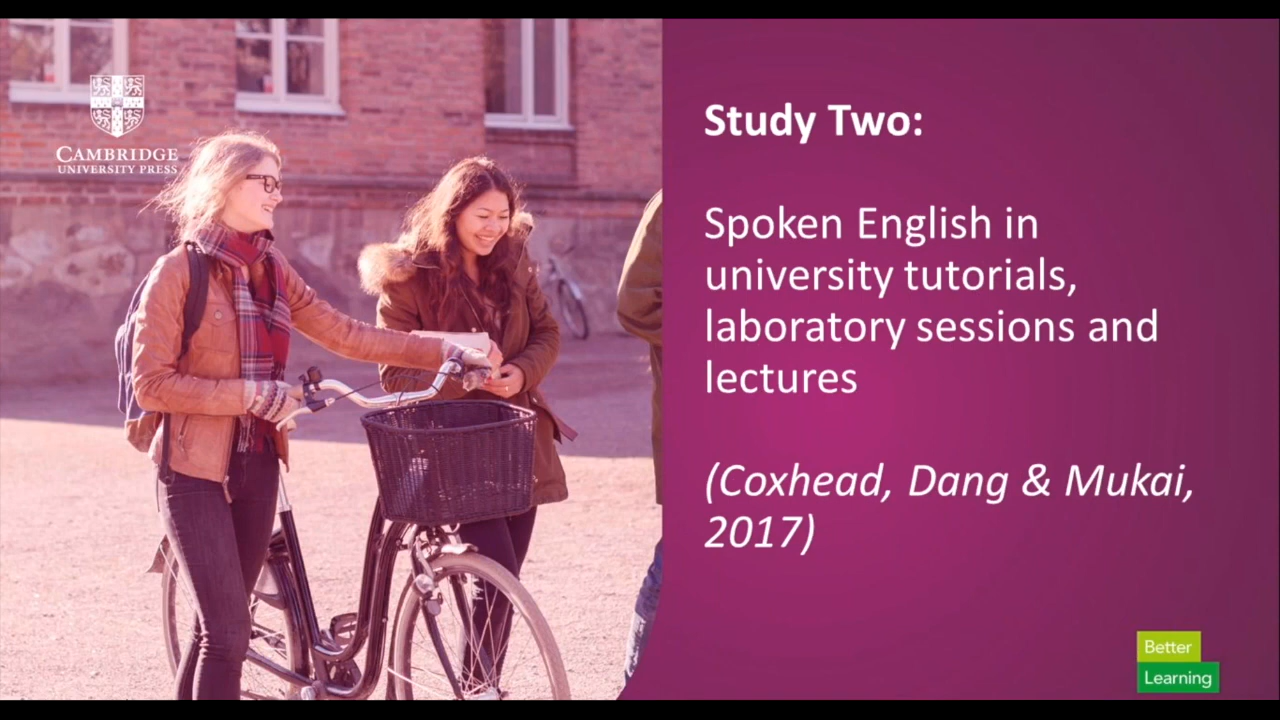 CAMBRIDGE
UNIVERSITY PRESS
Study Two:
Spoken English in
university tutorials,
laboratory sessions and
lectures
(Coxhead, Dang & Mukai,
2017)
Better
Learning